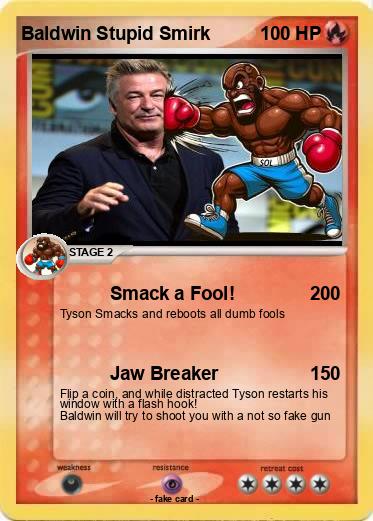 Baldwin Stupid Smirk 100 HP
SOL
STAGE 2
Smack a Fool! 200
Tyson Smacks and reboots all dumb fools
Jaw Breaker 150
Flip a coin, and while distracted Tyson restarts his
window with a flash hook!
Baldwin will try to shoot you with a not so fake gun
weakness resistance retreat cost
- fake card -